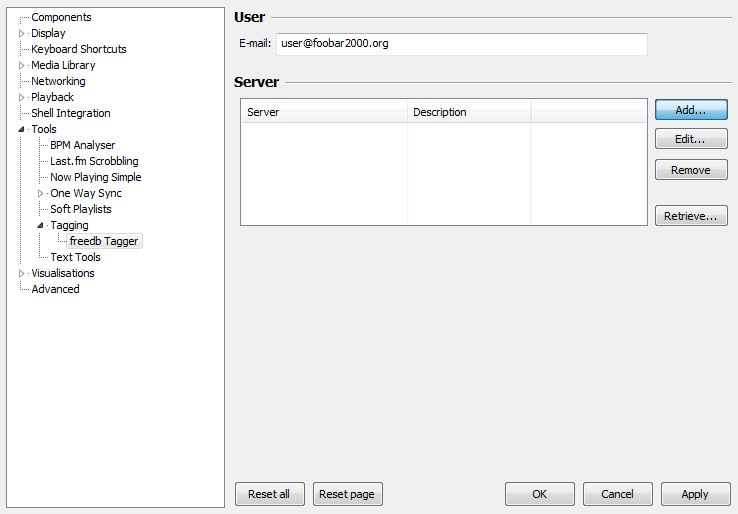 Components
Display
Keyboard Shortcuts
Media Library
Networking
Playback
Shell Integration
Tools
BPM Analyser
Last.fm Scrobbling
Now Playing Simple
One Way Sync
Soft Playlists
Tagging
freedb Tagger
Text Tools
Visualisations
Advanced
User
E-mail: user@foobar2000.org
Server
Server Description
Add...
Edit...
Remove
Retrieve...
Reset all Reset page OK Cancel Apply